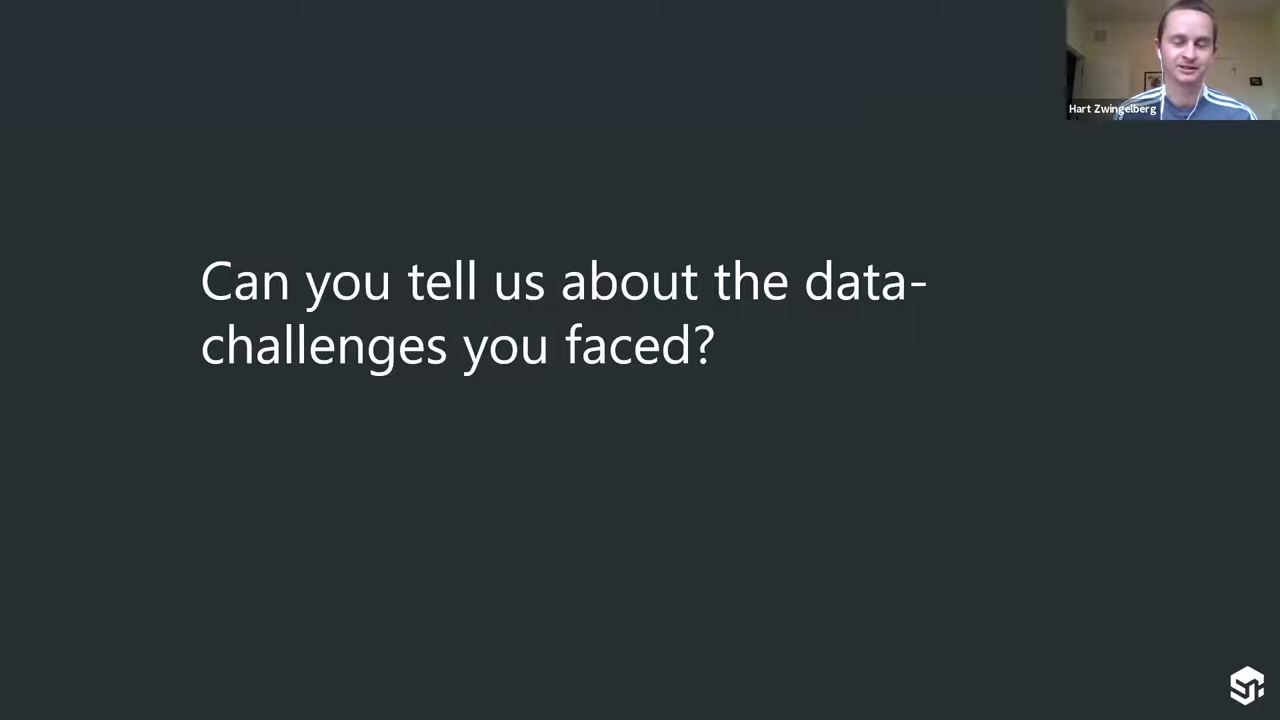 Hart Zwingelberg
Can you tell us about the data-
challenges you faced?